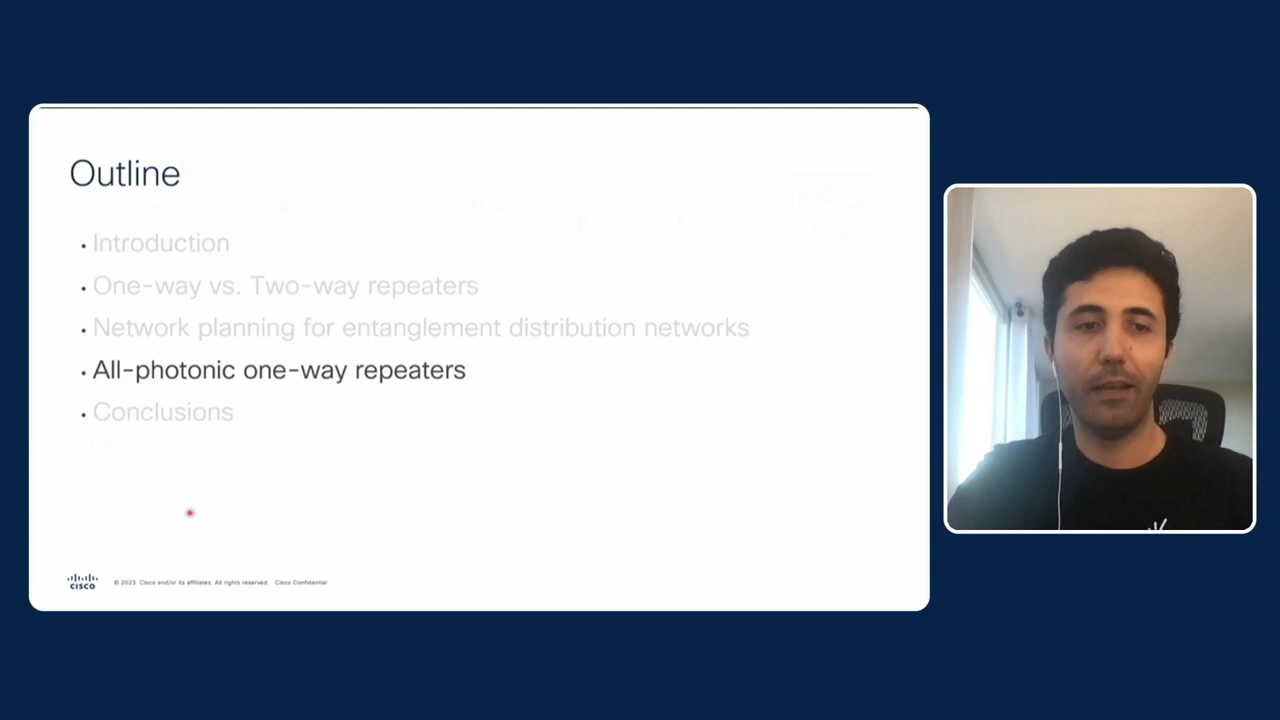 Outline
• Introduction
• One-way vs. Two-way repeaters
• Network planning for entanglement distribution networks
• All-photonic one-way repeaters
• Conclusions
CISCO © 2023 Cisco and/or its affiliates. All rights reserved. Cisco Confidential